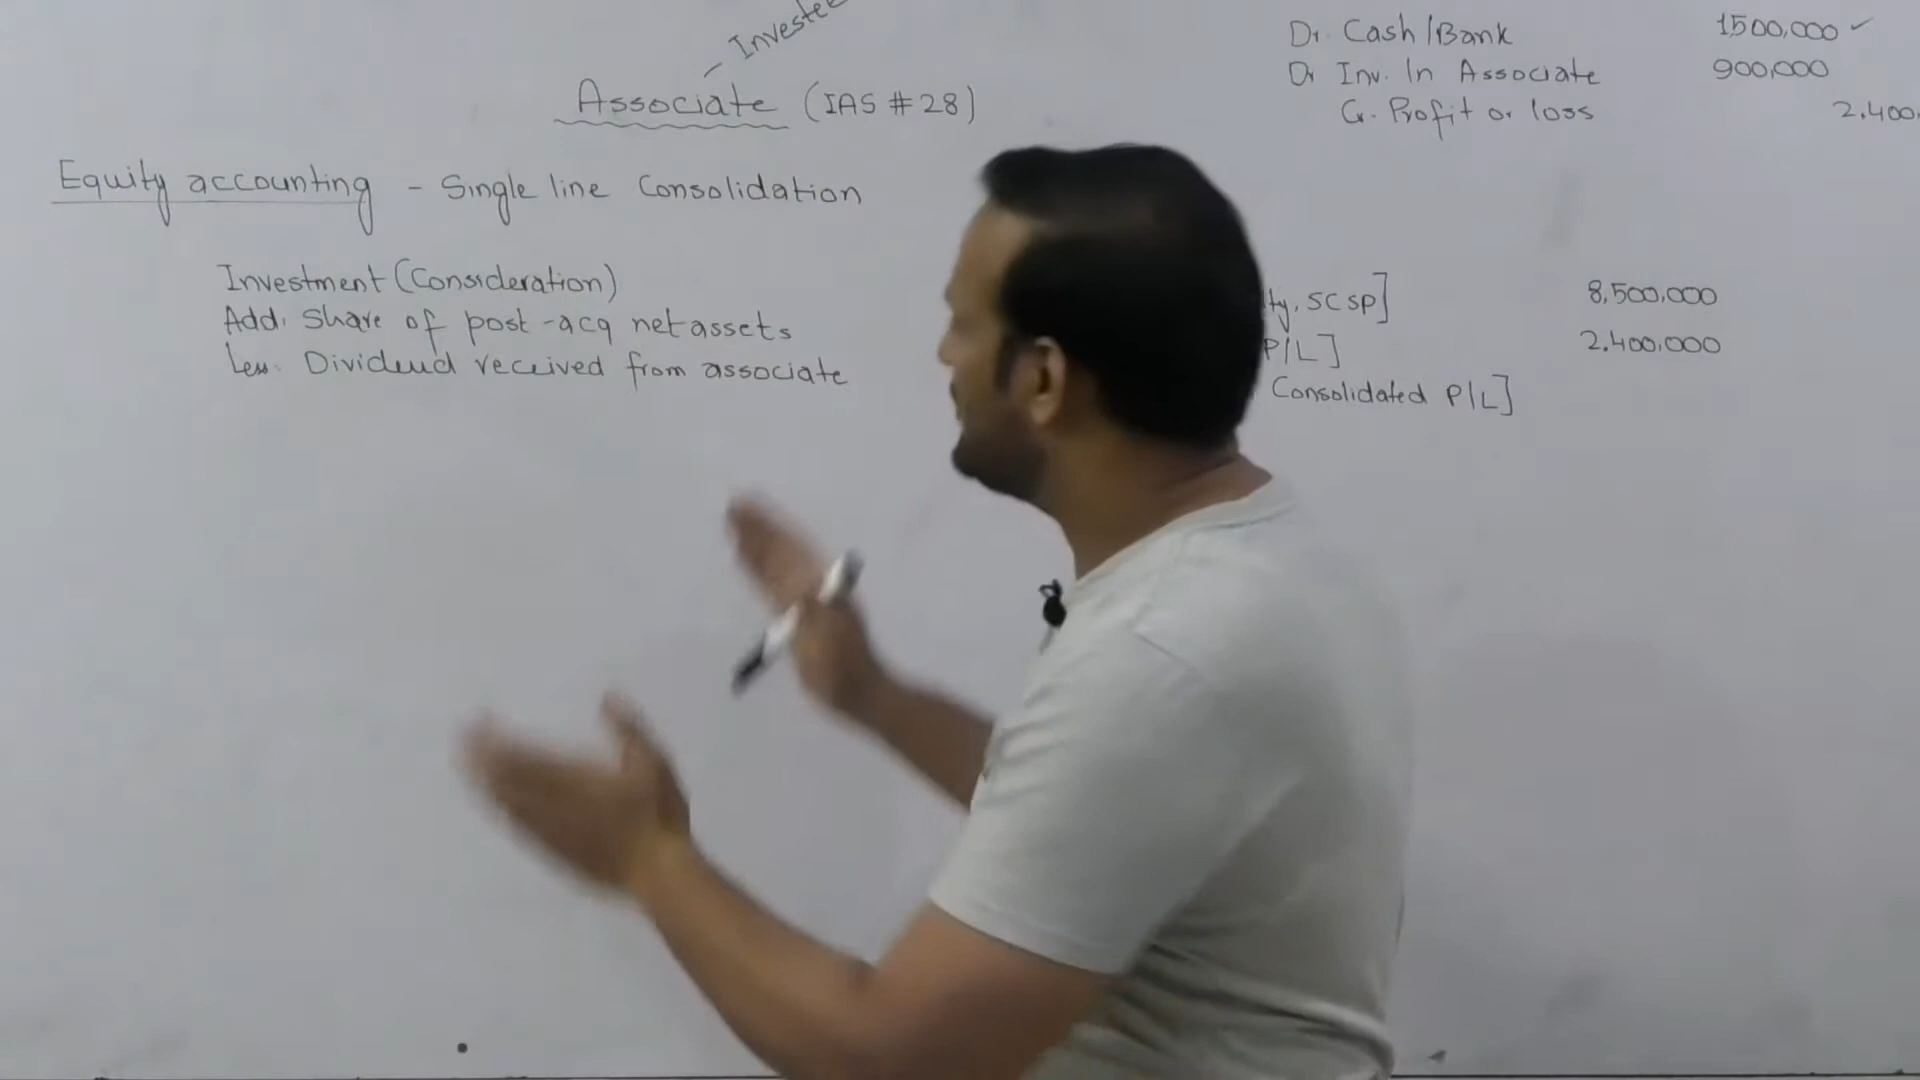 Investee
Associate (IAS #28)
Equity accounting - Single line Consolidation
Investment (Consideration)
Add. Share of post-acq net assets
Less. Dividend received from associate
Dr Cash/Bank 1500,000 ✓
Dr Inv. In Associate 900,000
Cr. Profit or loss 2.400,
ty, SCSP] 8,500,000
P/L] 2.400.000
Consolidated P/L]